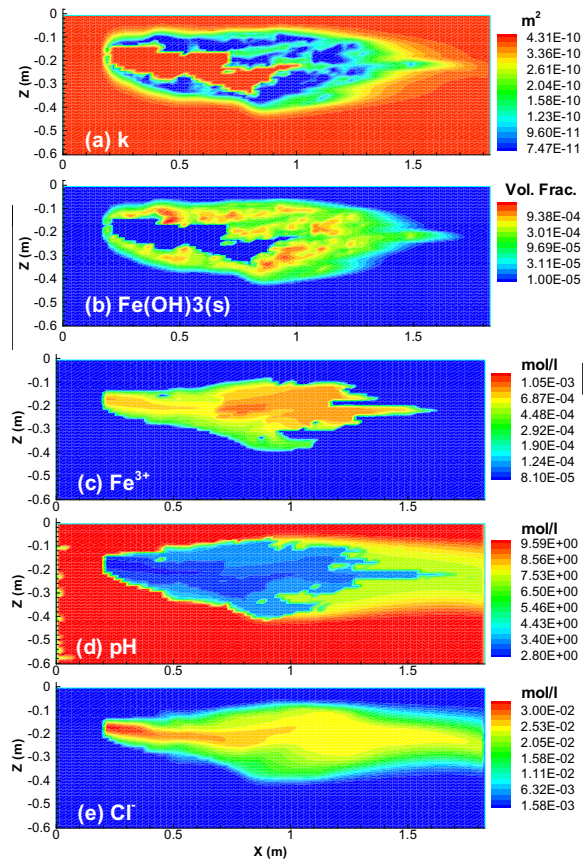 m²
4.31E-10
3.36E-10
2.61E-10
2.04E-10
1.58E-10
1.23E-10
9.60E-11
7.47E-11
0
-0.1
-0.2
-0.3
-0.4
-0.5
-0.6
Z (m)
(a) k
0
0.5
1
1.5
Vol. Frac.
9.38E-04
3.01E-04
9.69E-05
3.11E-05
1.00E-05
0
-0.1
-0.2
-0.3
-0.4
-0.5
-0.6
Z (m)
(b) Fe(OH)3(s)
0
0.5
1
1.5
mol/l
1.05E-03
6.87E-04
4.48E-04
2.92E-04
1.90E-04
1.24E-04
8.10E-05
0
-0.1
-0.2
-0.3
-0.4
-0.5
-0.6
Z (m)
(c) Fe³⁺
0
0.5
1
1.5
mol/l
9.59E+00
8.56E+00
7.53E+00
6.50E+00
5.46E+00
4.43E+00
3.40E+00
2.80E+00
0
-0.1
-0.2
-0.3
-0.4
-0.5
-0.6
Z (m)
(d) pH
0
0.5
1
1.5
mol/l
3.00E-02
2.53E-02
2.05E-02
1.58E-02
1.11E-02
6.32E-03
1.58E-03
0
-0.1
-0.2
-0.3
-0.4
-0.5
-0.6
Z (m)
(e) Cl⁻
0
0.5
1
1.5
X (m)